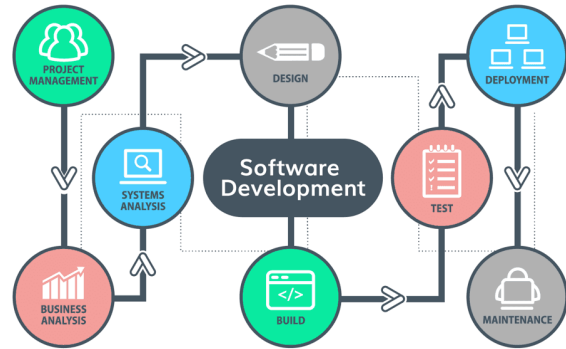 PROJECT
MANAGEMENT
BUSINESS
ANALYSIS
SYSTEMS
ANALYSIS
DESIGN
Software
Development
</>
BUILD
TEST
DEPLOYMENT
MAINTENANCE